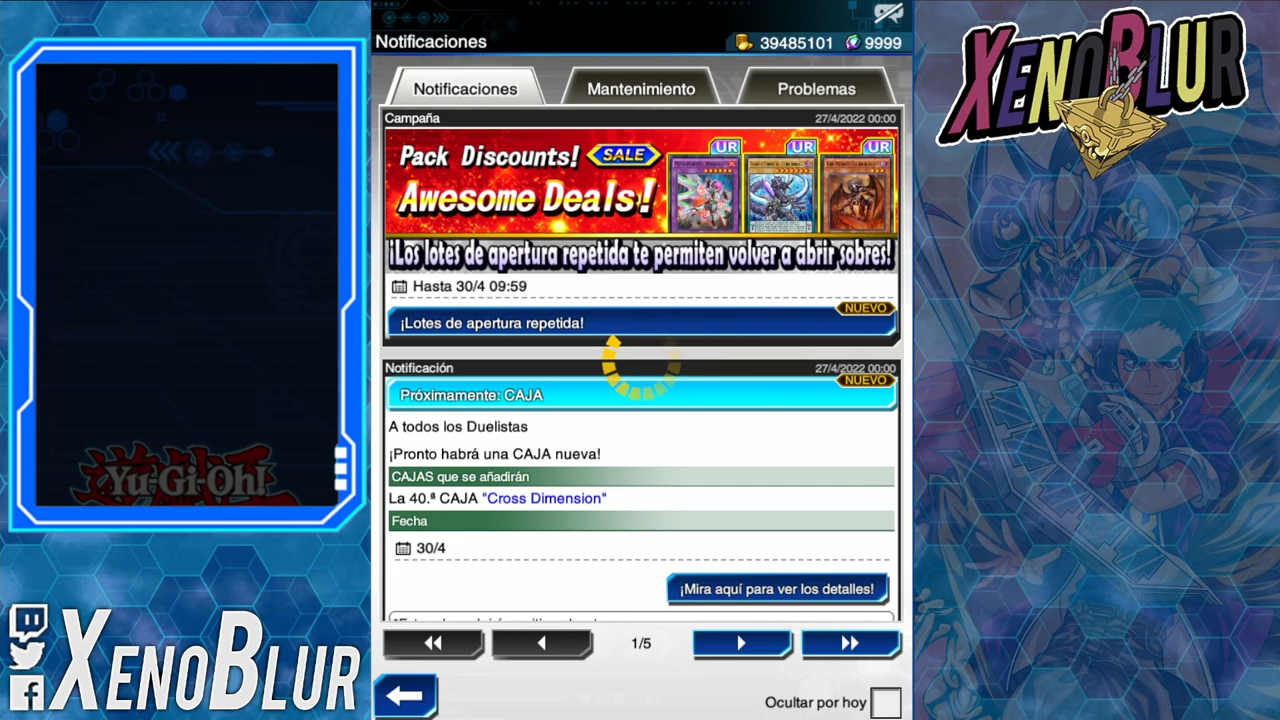 Notificaciones
39485101
9999
XENOBLUR
Notificaciones
Mantenimiento
Problemas
Campaña
27/4/2022 00:00
Pack Discounts! SALE
Awesome Deals!
UR UR UR
¡Los lotes de apertura repetida te permiten volver a abrir sobres!
Hasta 30/4 09:59
NUEVO
¡Lotes de apertura repetida!
Notificación
27/4/2022 00:00
NUEVO
Próximamente: CAJA
A todos los Duelistas
¡Pronto habrá una CAJA nueva!
CAJAS que se añadirán
La 40.ª CAJA "Cross Dimension"
Fecha
30/4
¡Mira aquí para ver los detalles!
1/5
Ocultar por hoy
Yu-Gi-Oh!
XENOBLUR